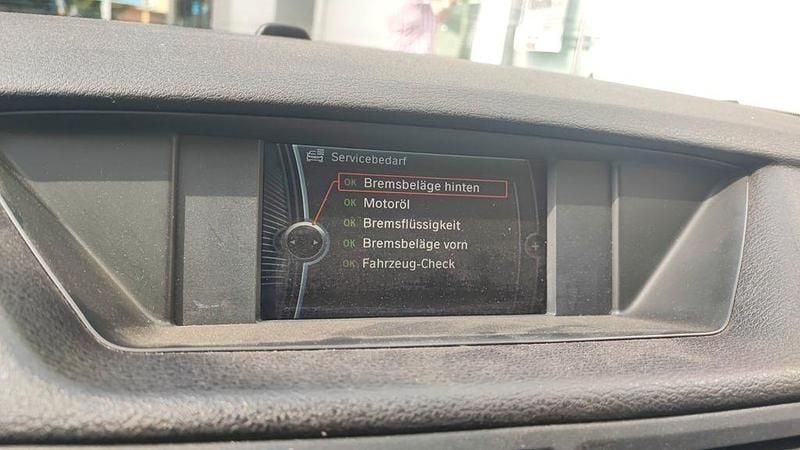 Servicebedarf
OK Bremsbeläge hinten
OK Motoröl
OK Bremsflüssigkeit
OK Bremsbeläge vorn
OK Fahrzeug-Check